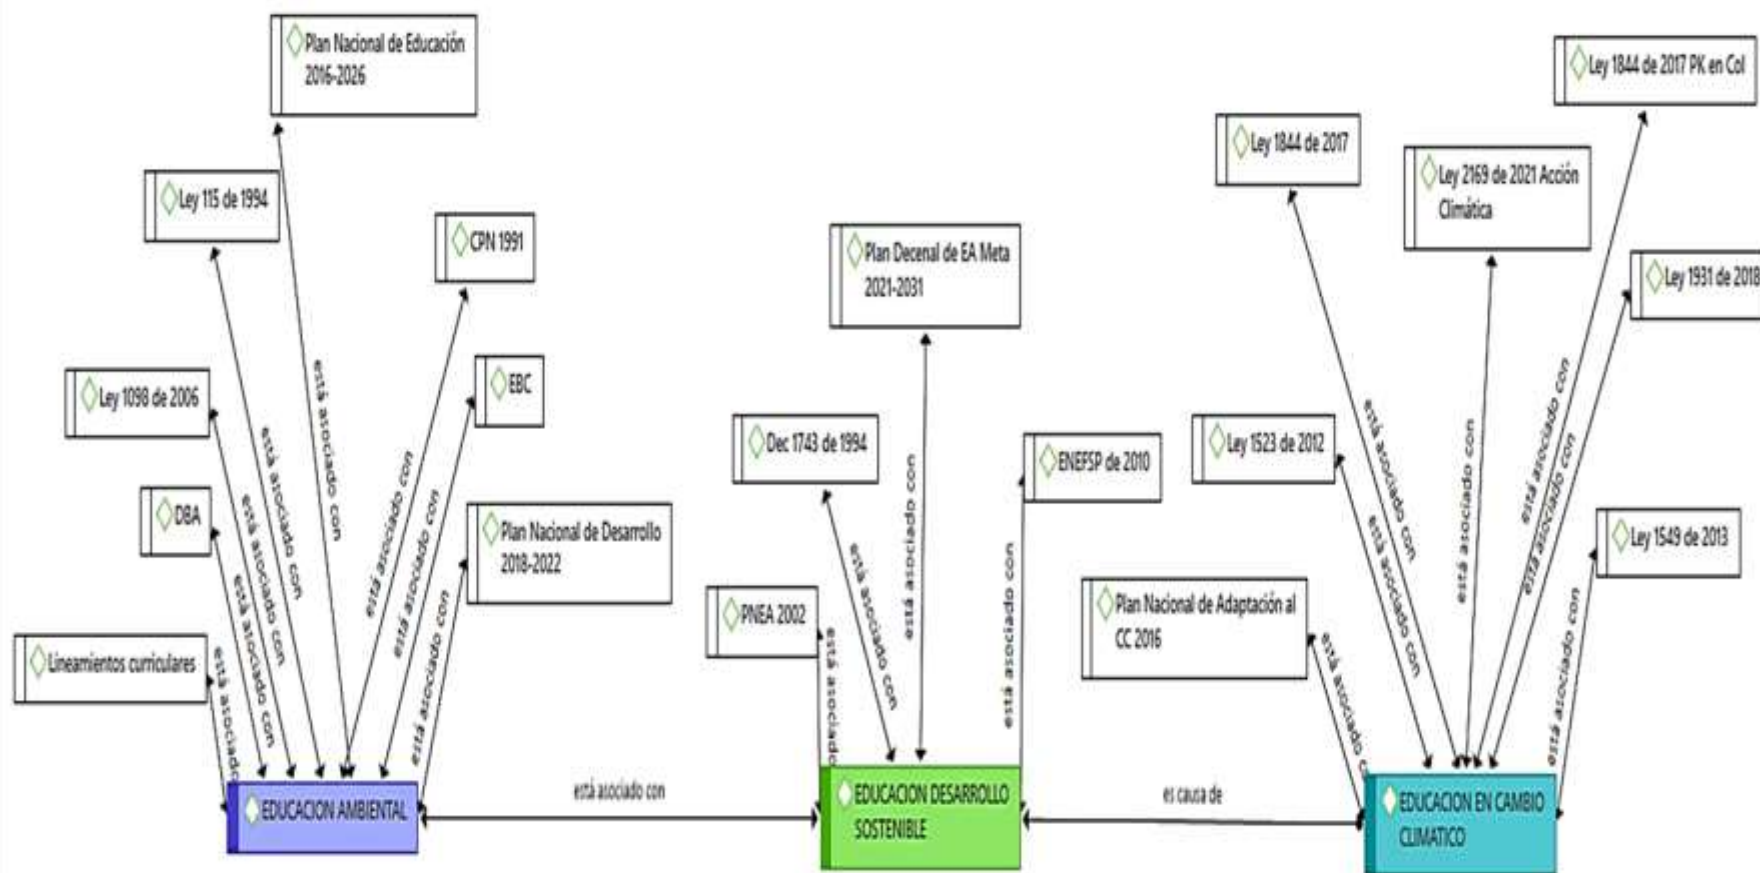 Plan Nacional de Educación
2016-2026
Ley 1844 de 2017 PK en Col
Ley 1844 de 2017
Ley 2169 de 2021 Acción
Climática
Ley 115 de 1994
CPN 1991
Plan Decenal de EA Meta
2021-2031
Ley 1931 de 2018
Ley 1098 de 2006
EBC
Dec 1743 de 1994
ENEFSP de 2010
Ley 1523 de 2012
DBA
Plan Nacional de Desarrollo
2018-2022
Ley 1549 de 2013
PNEA 2002
Plan Nacional de Adaptación al
CC 2016
Lineamientos curriculares
está asociado
está asociado con
está asociado con
está asociado con
está asociado con
está asociado con
está asociado con
está asociado con
está asociado
está asociado con
está asociado con
está asociado con
está asociado c
está asociado con
está asociado con
está asociado con
está asociado con
está asociado con
está asociado con
EDUCACION AMBIENTAL
está asociado con
EDUCACION DESARROLLO
SOSTENIBLE
es causa de
EDUCACION EN CAMBIO
CLIMATICO